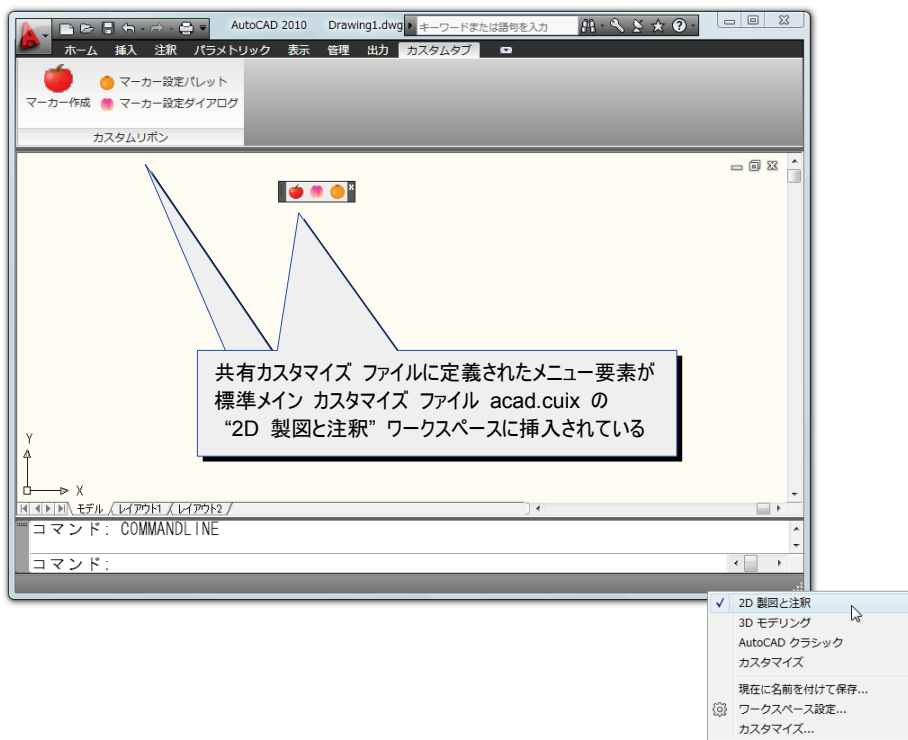 AutoCAD 2010 Drawing1.dwg キーワードまたは語句を入力
ホーム 挿入 注釈 パラメトリック 表示 管理 出力 カスタムタブ
マーカー作成
マーカー設定パレット
マーカー設定ダイアログ
カスタムリボン
共有カスタマイズ ファイルに定義されたメニュー要素が
標準メイン カスタマイズ ファイル acad.cuix の
“2D 製図と注釈” ワークスペースに挿入されている
Y
X
モデル レイアウト1 レイアウト2
コマンド: COMMANDLINE
コマンド:
2D 製図と注釈
3D モデリング
AutoCAD クラシック
カスタマイズ
現在に名前を付けて保存...
ワークスペース設定...
カスタマイズ...